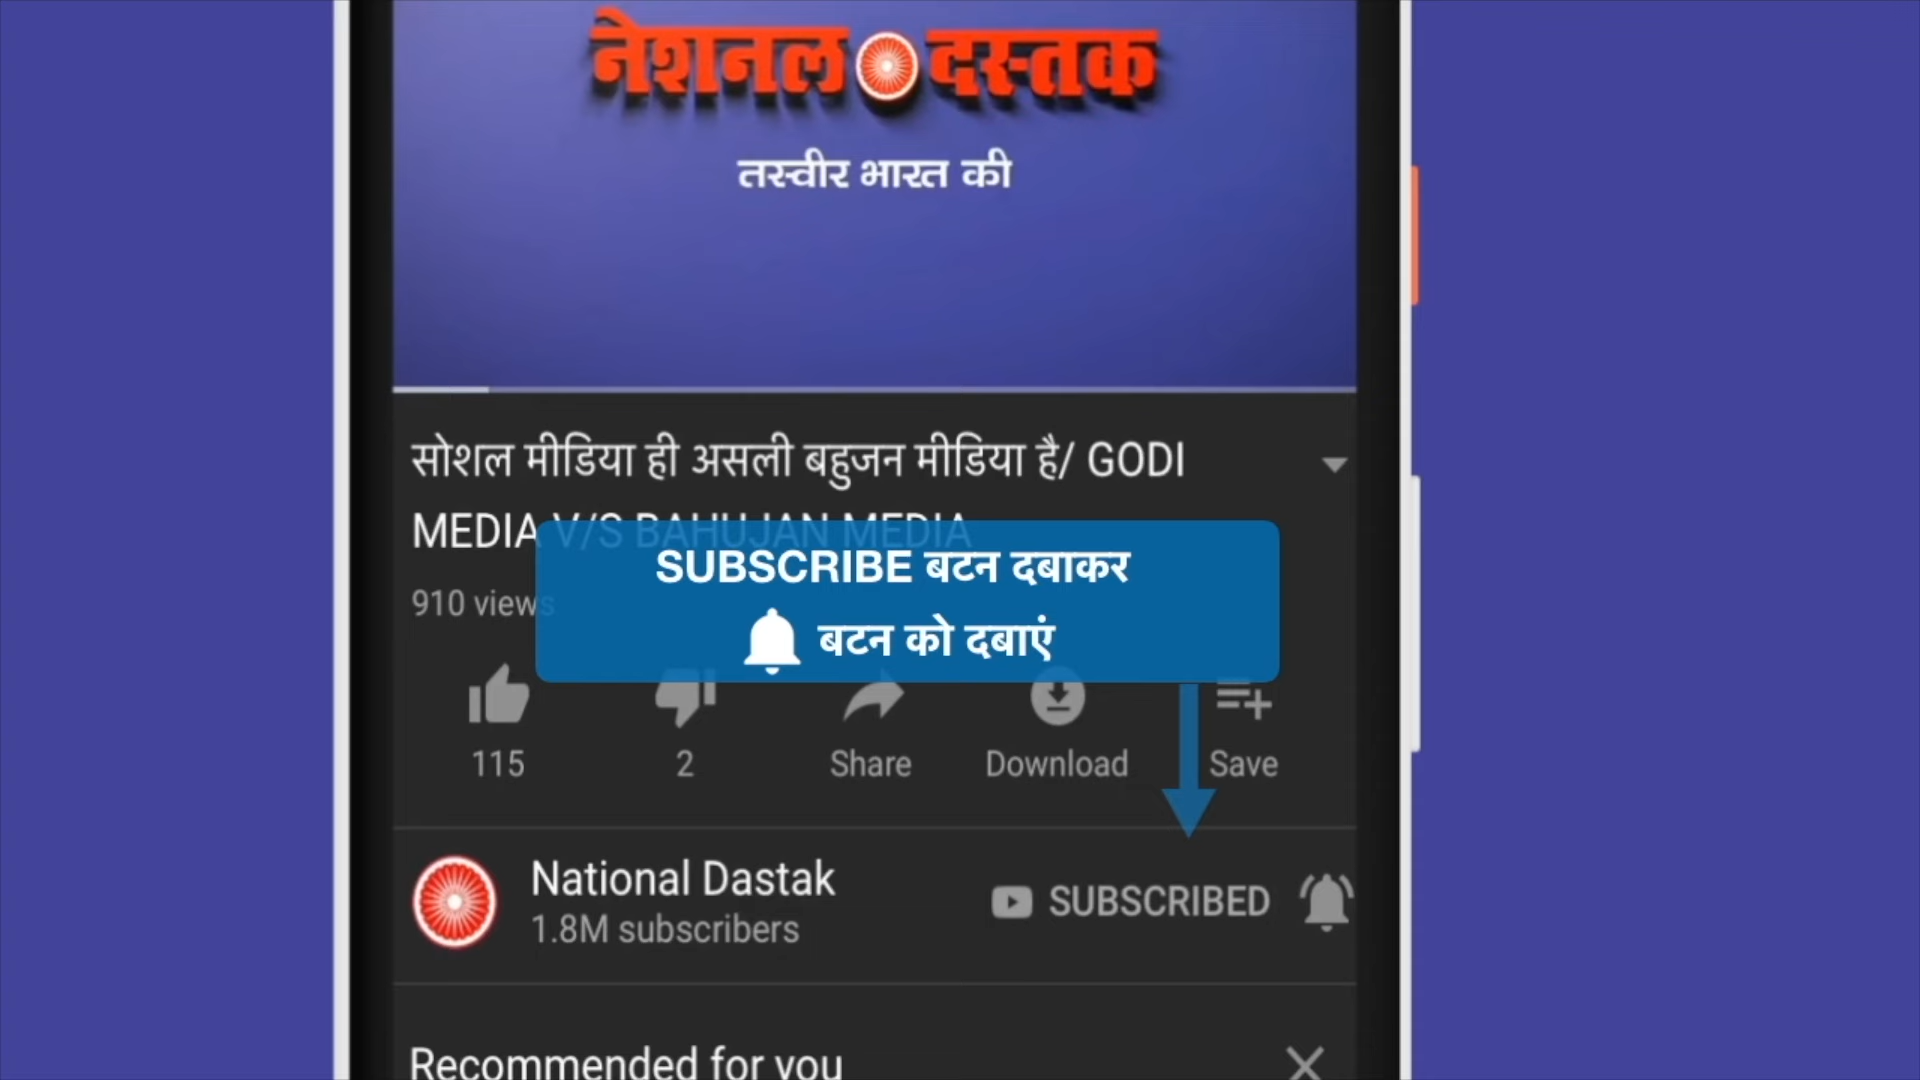 नेशनल दस्तक
तस्वीर भारत की
सोशल मीडिया ही असली बहुजन मीडिया है/ GODI
MEDIA V/S BAHUJAN MEDIA
SUBSCRIBE बटन दबाकर
बटन को दबाएं
910 views
115
2
Share
Download
Save
National Dastak
1.8M subscribers
SUBSCRIBED
Recommended for you